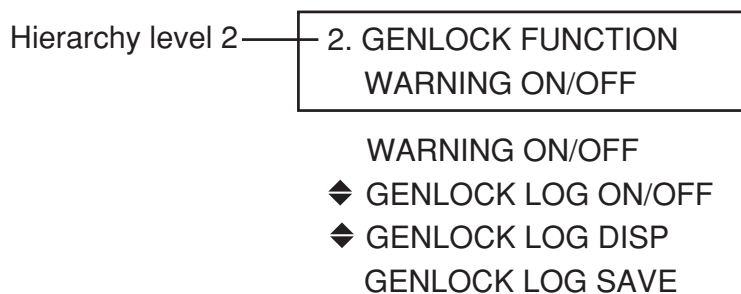 Hierarchy level 2 2. GENLOCK FUNCTION
WARNING ON/OFF
WARNING ON/OFF
GENLOCK LOG ON/OFF
GENLOCK LOG DISP
GENLOCK LOG SAVE